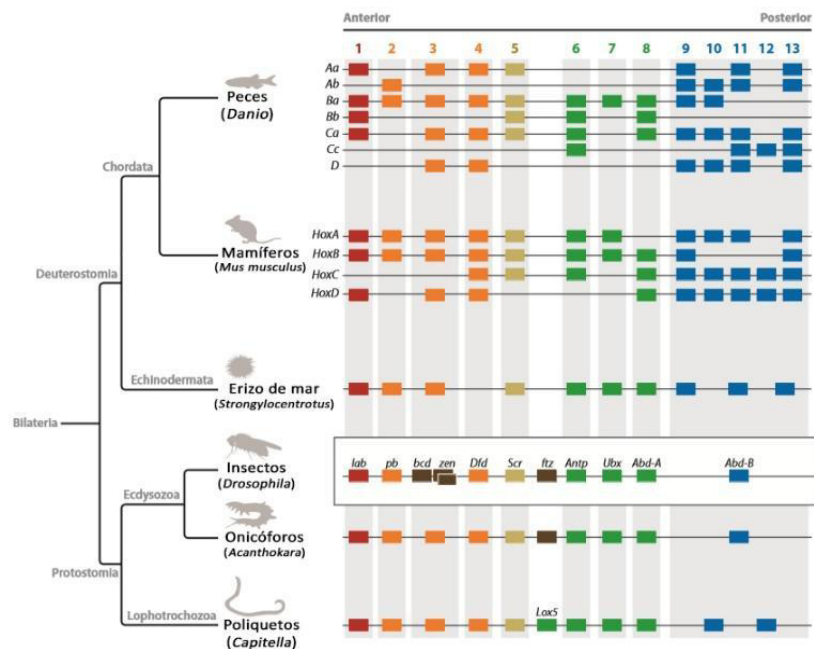 Anterior Posterior
1 2 3 4 5 6 7 8 9 10 11 12 13
Aa
Ab
Peces
(Danio)
Ba
Bb
Ca
Cc
D
Chordata
Mamíferos
(Mus musculus)
HoxA
HoxB
HoxC
HoxD
Deuterostomia
Echinodermata
Erizo de mar
(Strongylocentrotus)
Bilateria
lab pb bcd zen Dfd Scr ftz Antp Ubx Abd-A Abd-B
Insectos
(Drosophila)
Ecdysozoa
Onicóforos
(Acanthokara)
Protostomia
Lophotrochozoa
Lox5
Poliquetos
(Capitella)